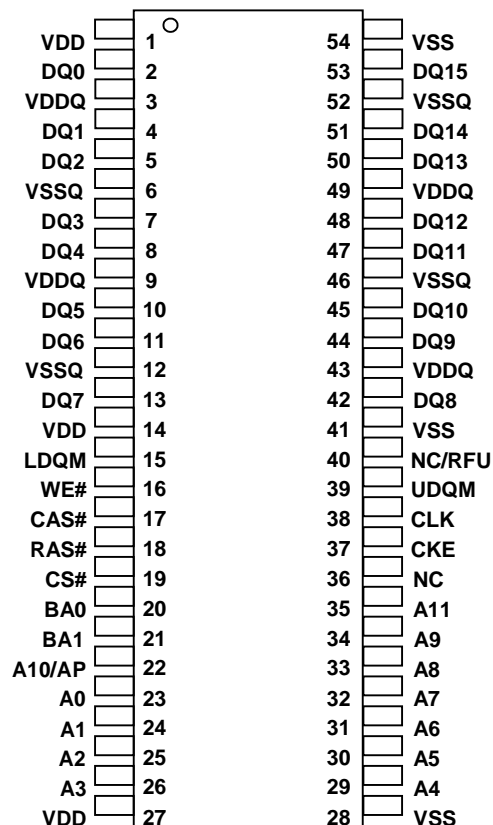 VDD 1 54 VSS
DQ0 2 53 DQ15
VDDQ 3 52 VSSQ
DQ1 4 51 DQ14
DQ2 5 50 DQ13
VSSQ 6 49 VDDQ
DQ3 7 48 DQ12
DQ4 8 47 DQ11
VDDQ 9 46 VSSQ
DQ5 10 45 DQ10
DQ6 11 44 DQ9
VSSQ 12 43 VDDQ
DQ7 13 42 DQ8
VDD 14 41 VSS
LDQM 15 40 NC/RFU
WE# 16 39 UDQM
CAS# 17 38 CLK
RAS# 18 37 CKE
CS# 19 36 NC
BA0 20 35 A11
BA1 21 34 A9
A10/AP 22 33 A8
A0 23 32 A7
A1 24 31 A6
A2 25 30 A5
A3 26 29 A4
VDD 27 28 VSS